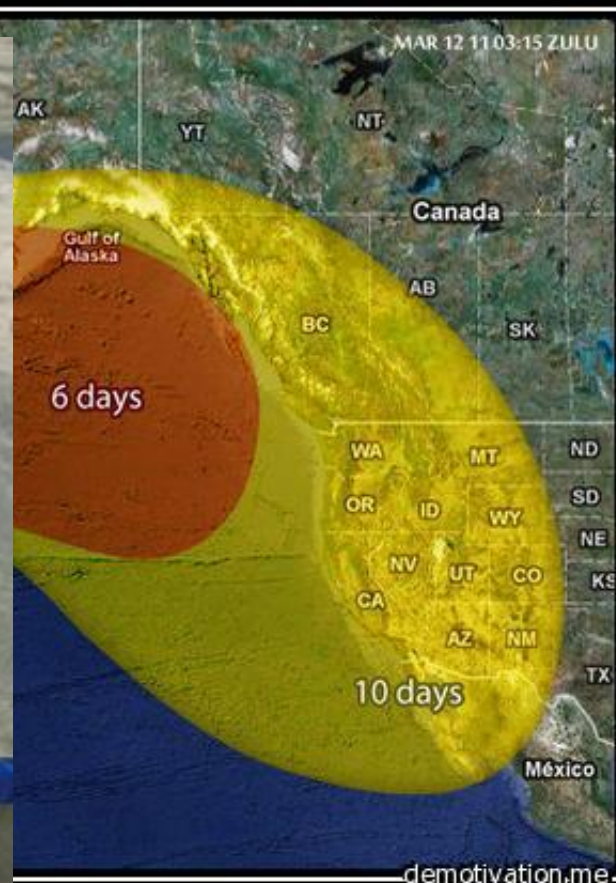 MAR 12 11 03:15 ZULU
AK
YT
NT
Canada
Gulf of
Alaska
AB
BC
SK
6 days
WA
MT
ND
OR
ID
WY
SD
NE
NV
UT
CO
KS
CA
AZ
NM
TX
10 days
México
demotivation.me